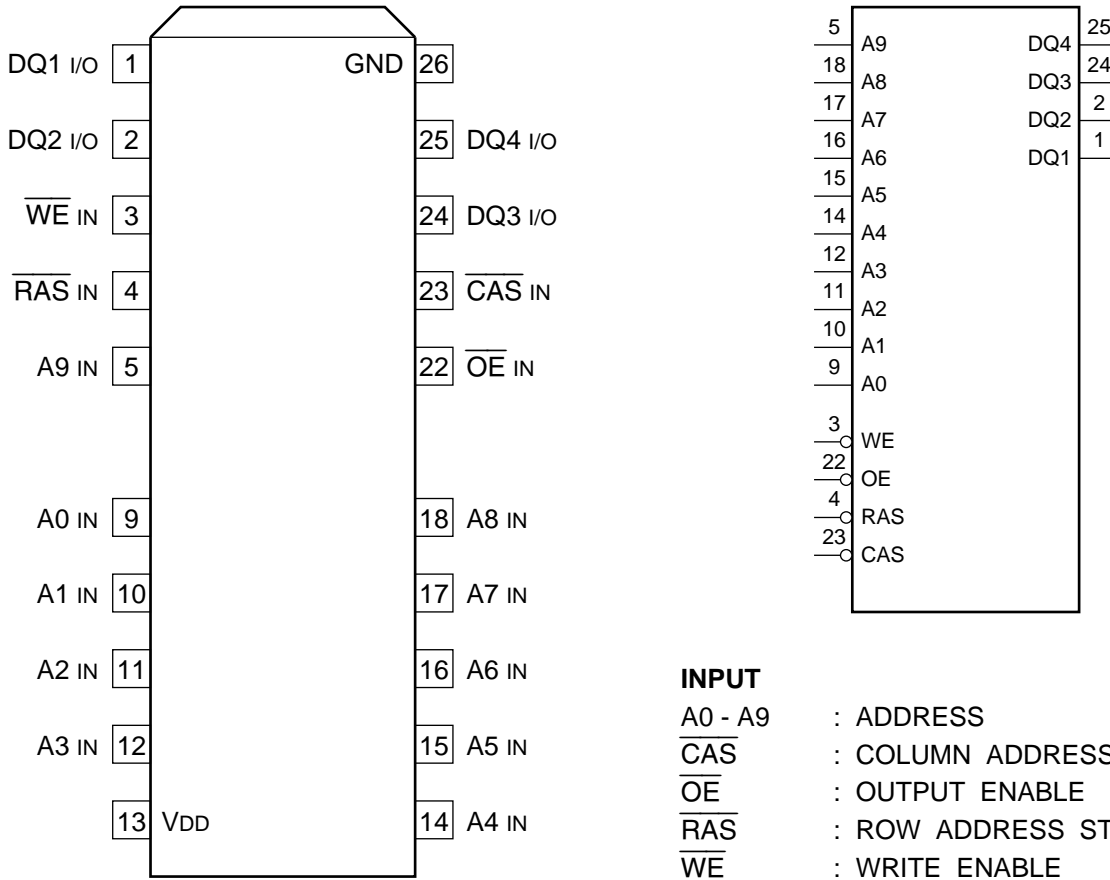 DQ1 I/O 1
DQ2 I/O 2
WE IN 3
RAS IN 4
A9 IN 5
A0 IN 9
A1 IN 10
A2 IN 11
A3 IN 12
13 VDD
GND 26
25 DQ4 I/O
24 DQ3 I/O
23 CAS IN
22 OE IN
18 A8 IN
17 A7 IN
16 A6 IN
15 A5 IN
14 A4 IN
5 A9
18 A8
17 A7
16 A6
15 A5
14 A4
12 A3
11 A2
10 A1
9 A0
3 WE
22 OE
4 RAS
23 CAS
DQ4 25
DQ3 24
DQ2 2
DQ1 1
INPUT
A0 - A9 : ADDRESS
CAS : COLUMN ADDRESS
OE : OUTPUT ENABLE
RAS : ROW ADDRESS ST
WE : WRITE ENABLE